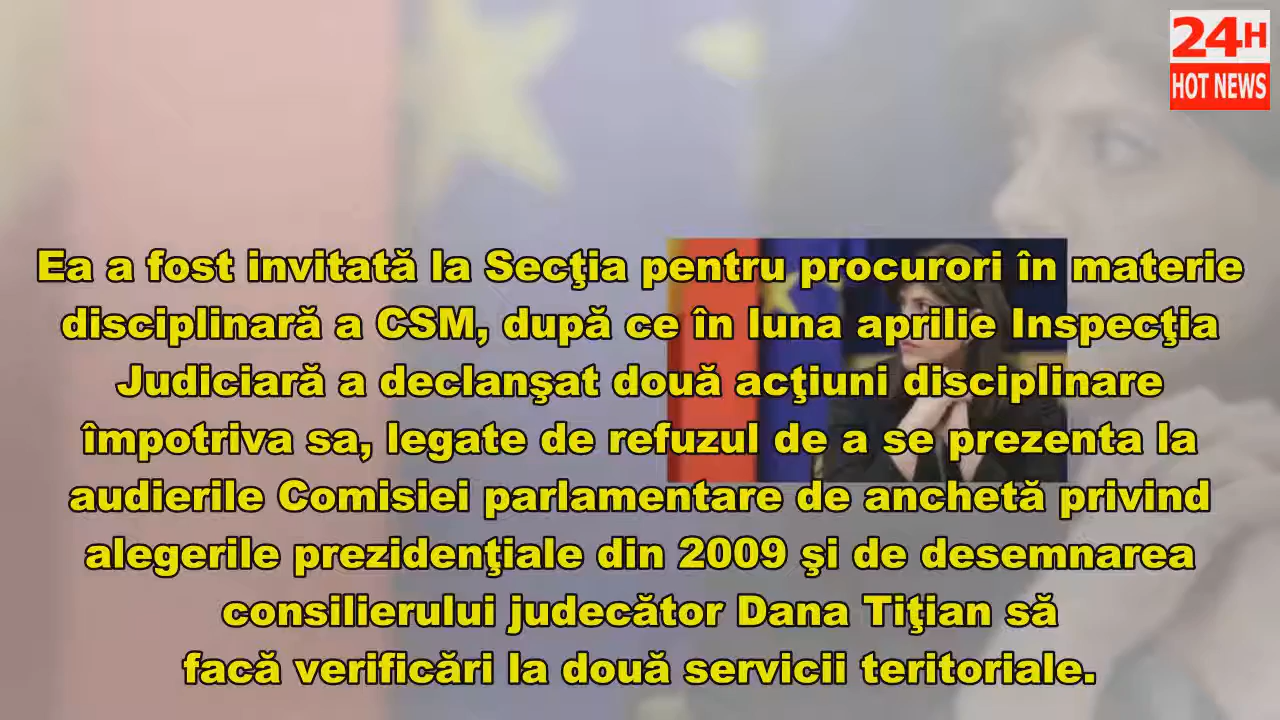 24H
HOT NEWS
Ea a fost invitată la Secţia pentru procurori în materie
disciplinară a CSM, după ce în luna aprilie Inspecţia
Judiciară a declanşat două acţiuni disciplinare
împotriva sa, legate de refuzul de a se prezenta la
audierile Comisiei parlamentare de anchetă privind
alegerile prezidenţiale din 2009 şi de desemnarea
consilierului judecător Dana Tiţian să
facă verificări la două servicii teritoriale.